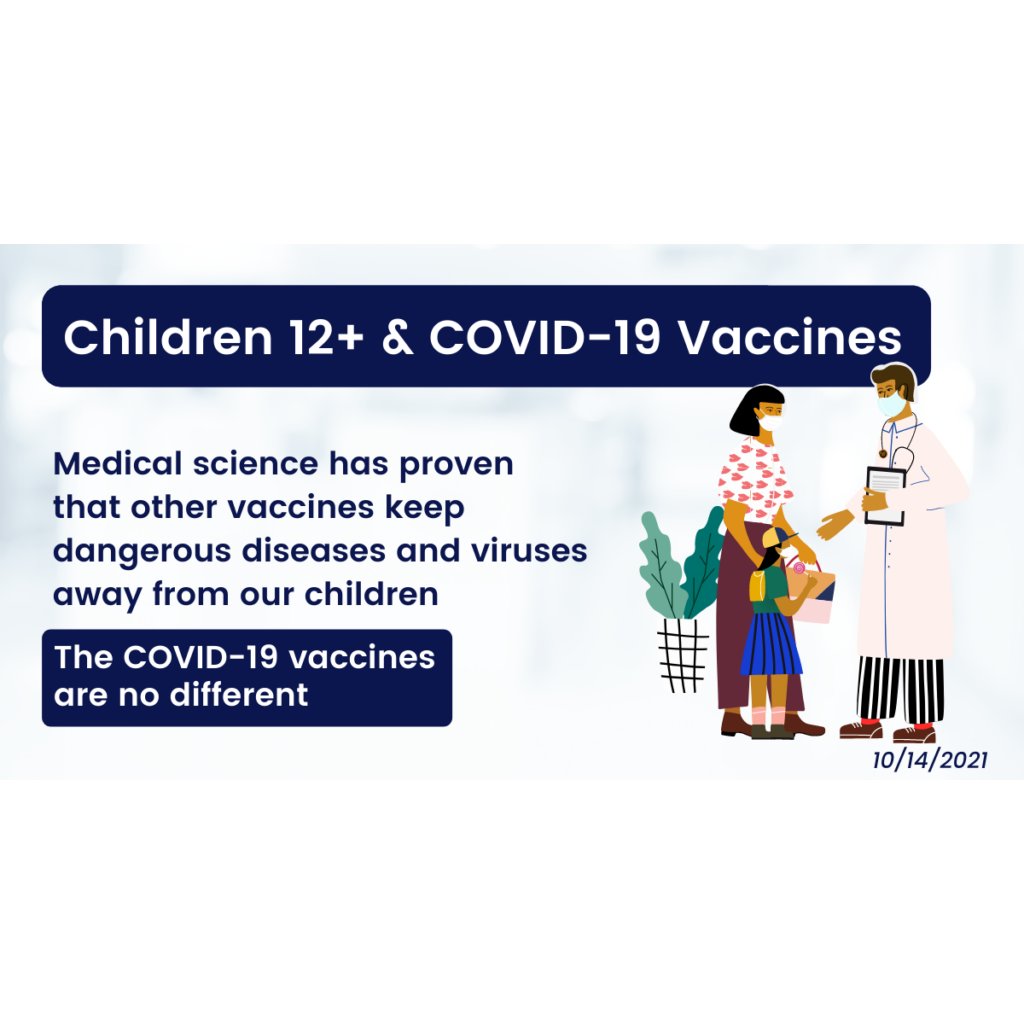 Children 12+ & COVID-19 Vaccines
Medical science has proven
that other vaccines keep
dangerous diseases and viruses
away from our children
The COVID-19 vaccines
are no different
10/14/2021